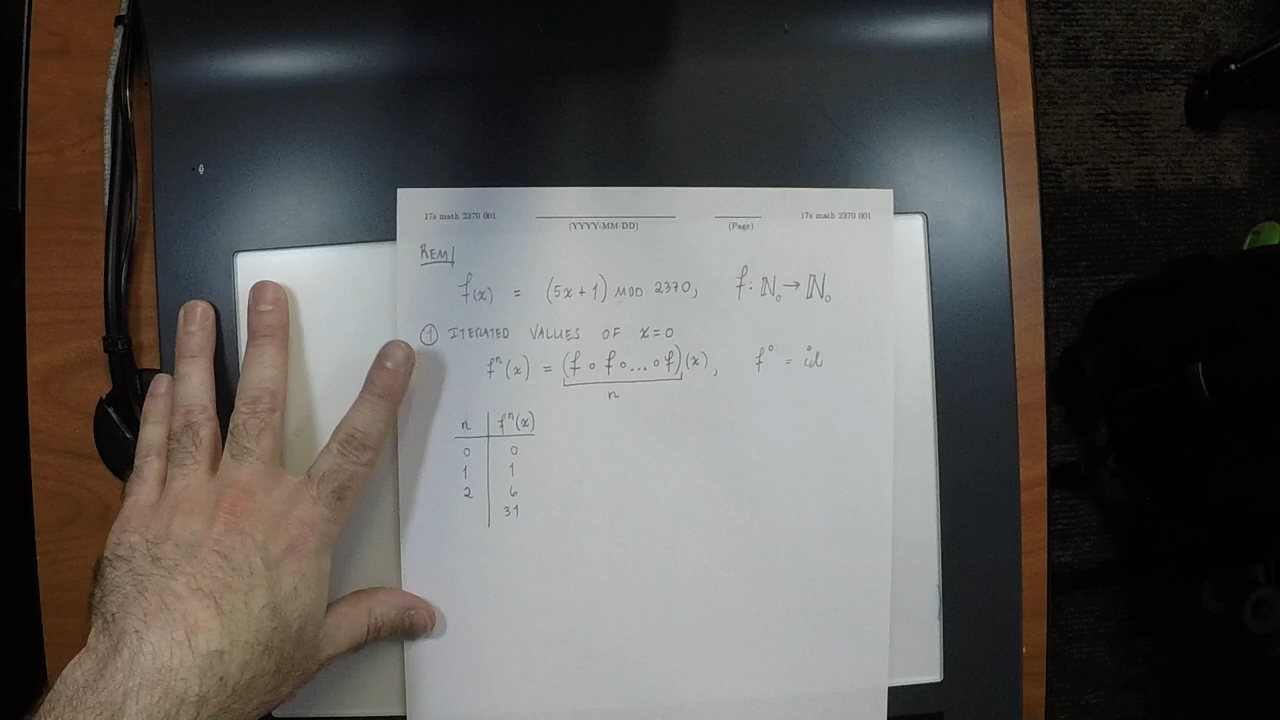 17s math 2370 001 (YYYY-MM-DD) (Page) 17s math 2370 001
REM/
f(x) = (5x+1) MOD 2370, f: ℕ₀ → ℕ₀
① ITERATED VALUES OF x=0
fⁿ(x) = (f ∘ f ∘ ... ∘ f)(x), f⁰ = id
n
n fⁿ(x)
0 0
1 1
2 6
31